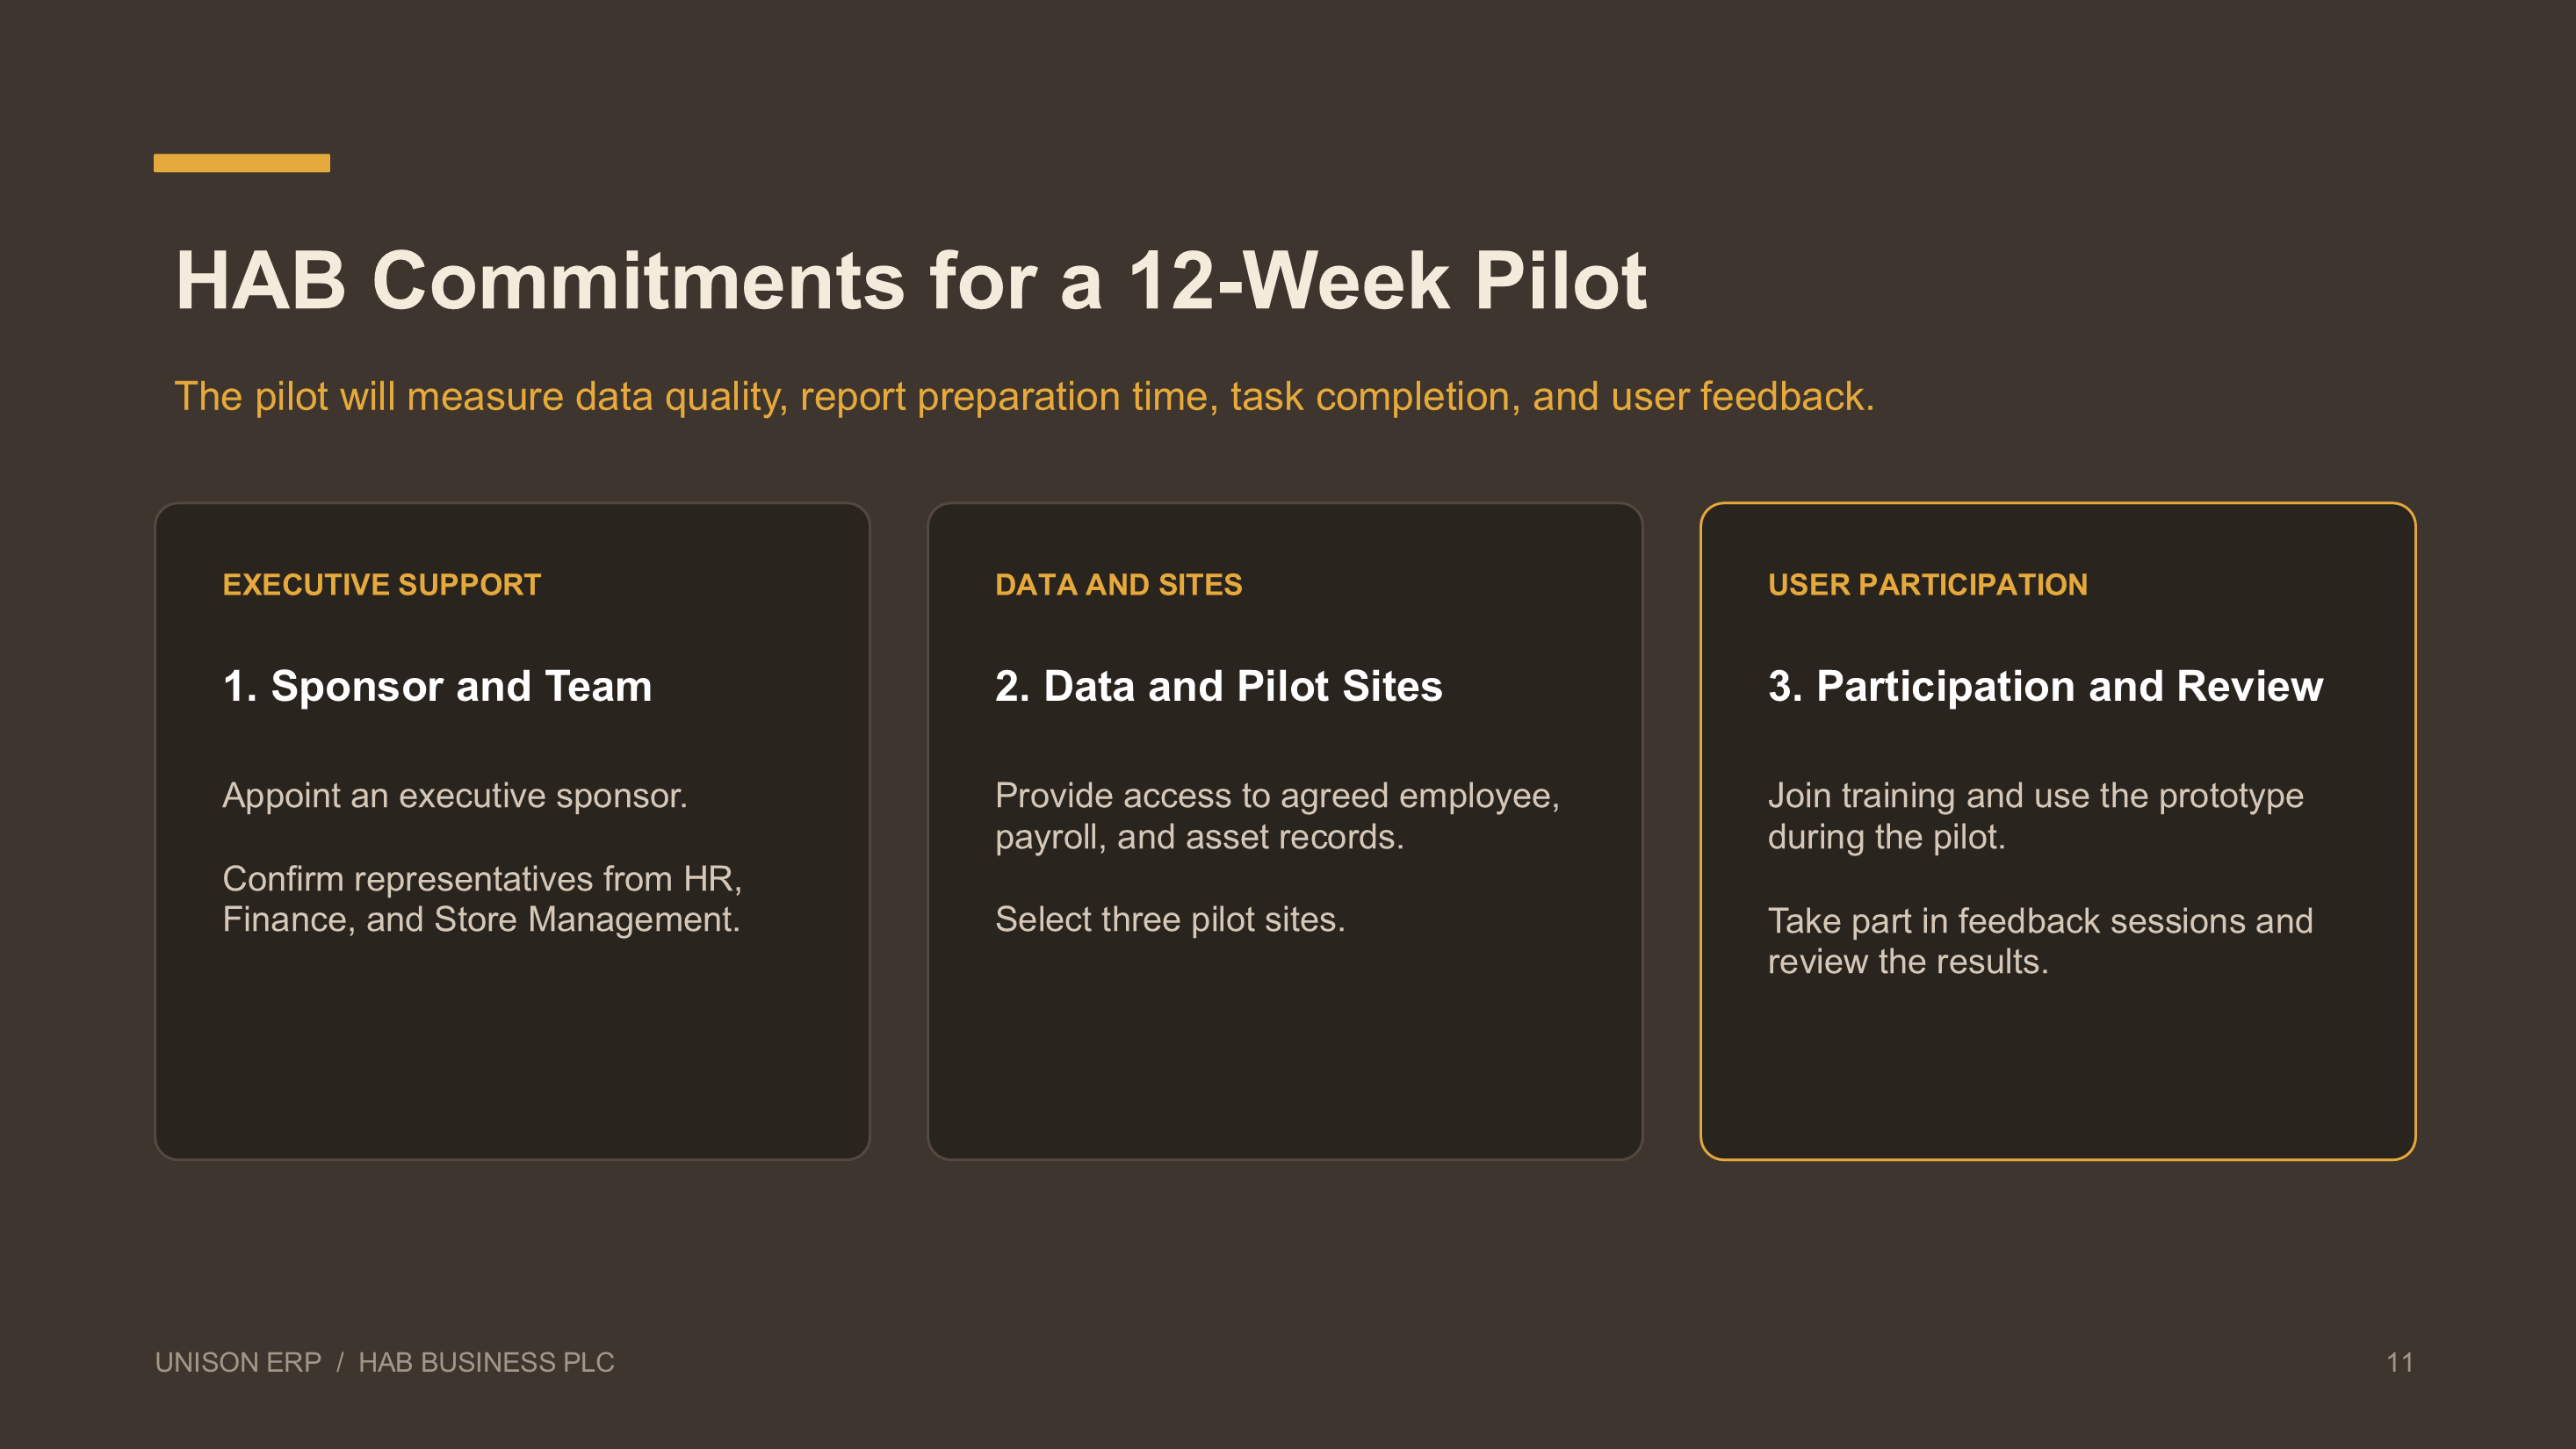 HAB Commitments for a 12-Week Pilot
The pilot will measure data quality, report preparation time, task completion, and user feedback.
EXECUTIVE SUPPORT
1. Sponsor and Team
Appoint an executive sponsor.
Confirm representatives from HR,
Finance, and Store Management.
DATA AND SITES
2. Data and Pilot Sites
Provide access to agreed employee,
payroll, and asset records.
Select three pilot sites.
USER PARTICIPATION
3. Participation and Review
Join training and use the prototype
during the pilot.
Take part in feedback sessions and
review the results.
UNISON ERP / HAB BUSINESS PLC
11